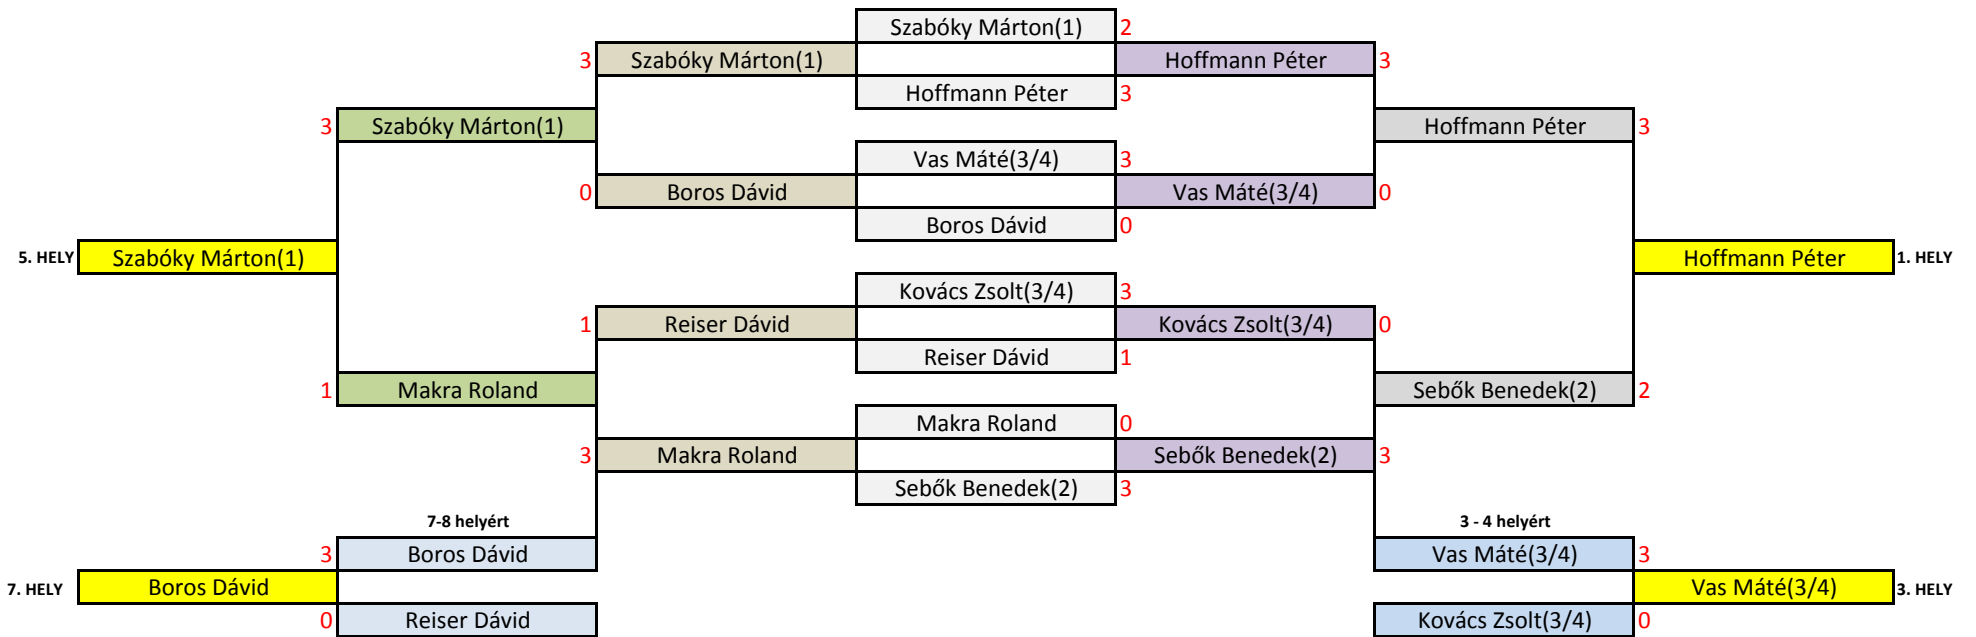 Szabóky Márton(1) 2
3 Szabóky Márton(1) Hoffmann Péter 3
Hoffmann Péter 3
3 Szabóky Márton(1) Hoffmann Péter 3
Vas Máté(3/4) 3
0 Boros Dávid Vas Máté(3/4) 0
Boros Dávid 0
5. HELY Szabóky Márton(1) Hoffmann Péter 1. HELY
Kovács Zsolt(3/4) 3
1 Reiser Dávid Kovács Zsolt(3/4) 0
Reiser Dávid 1
1 Makra Roland Sebők Benedek(2) 2
Makra Roland 0
3 Makra Roland Sebők Benedek(2) 3
Sebők Benedek(2) 3
7-8 helyért 3 - 4 helyért
3 Boros Dávid Vas Máté(3/4) 3
7. HELY Boros Dávid Vas Máté(3/4) 3. HELY
0 Reiser Dávid Kovács Zsolt(3/4) 0